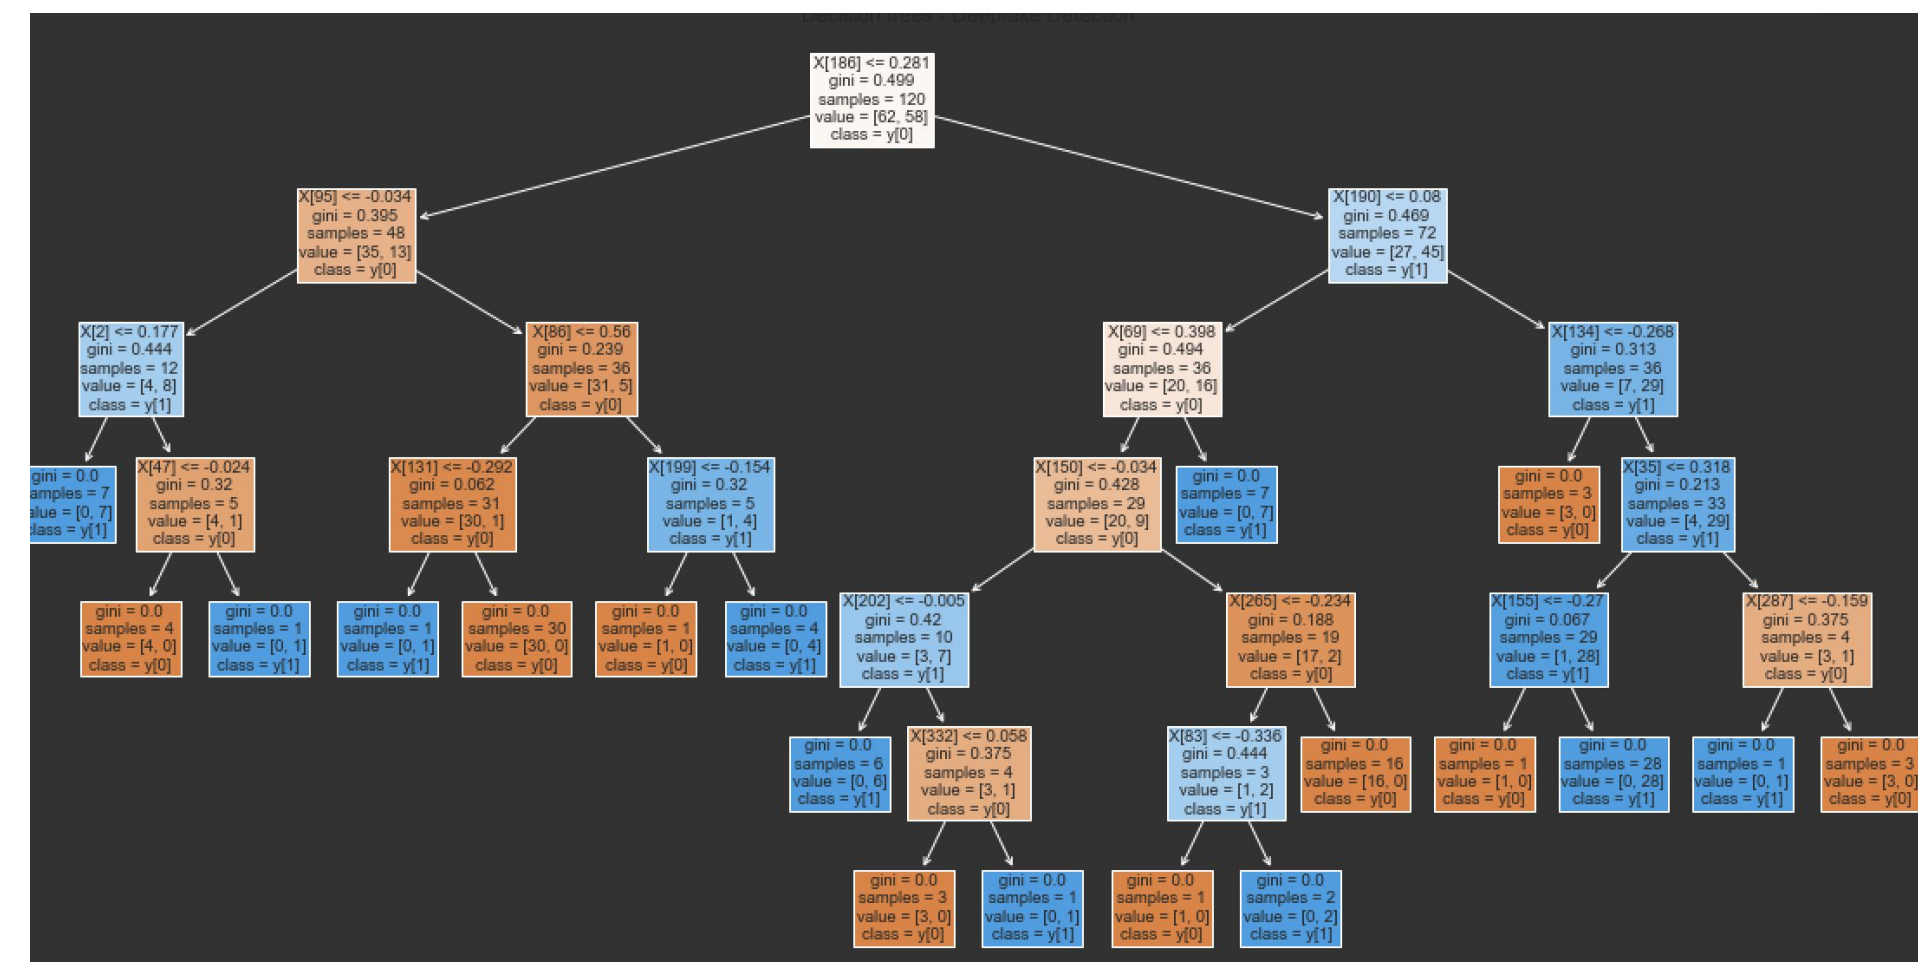 Decision trees - Deepfake Detection
X[186] <= 0.281
gini = 0.499
samples = 120
value = [62, 58]
class = y[0]
X[95] <= -0.034
gini = 0.395
samples = 48
value = [35, 13]
class = y[0]
X[190] <= 0.08
gini = 0.469
samples = 72
value = [27, 45]
class = y[1]
X[2] <= 0.177
gini = 0.444
samples = 12
value = [4, 8]
class = y[1]
X[86] <= 0.56
gini = 0.239
samples = 36
value = [31, 5]
class = y[0]
X[69] <= 0.398
gini = 0.494
samples = 36
value = [20, 16]
class = y[0]
X[134] <= -0.268
gini = 0.313
samples = 36
value = [7, 29]
class = y[1]
gini = 0.0
amples = 7
alue = [0, 7]
class = y[1]
X[47] <= -0.024
gini = 0.32
samples = 5
value = [4, 1]
class = y[0]
X[131] <= -0.292
gini = 0.062
samples = 31
value = [30, 1]
class = y[0]
X[199] <= -0.154
gini = 0.32
samples = 5
value = [1, 4]
class = y[1]
X[150] <= -0.034
gini = 0.428
samples = 29
value = [20, 9]
class = y[0]
gini = 0.0
samples = 7
value = [0, 7]
class = y[1]
gini = 0.0
samples = 3
value = [3, 0]
class = y[0]
X[35] <= 0.318
gini = 0.213
samples = 33
value = [4, 29]
class = y[1]
gini = 0.0
samples = 4
value = [4, 0]
class = y[0]
gini = 0.0
samples = 1
value = [0, 1]
class = y[1]
gini = 0.0
samples = 1
value = [0, 1]
class = y[1]
gini = 0.0
samples = 30
value = [30, 0]
class = y[0]
gini = 0.0
samples = 1
value = [1, 0]
class = y[0]
gini = 0.0
samples = 4
value = [0, 4]
class = y[1]
X[202] <= -0.005
gini = 0.42
samples = 10
value = [3, 7]
class = y[1]
X[265] <= -0.234
gini = 0.188
samples = 19
value = [17, 2]
class = y[0]
X[155] <= -0.27
gini = 0.067
samples = 29
value = [1, 28]
class = y[1]
X[287] <= -0.159
gini = 0.375
samples = 4
value = [3, 1]
class = y[0]
gini = 0.0
samples = 6
value = [0, 6]
class = y[1]
X[332] <= 0.058
gini = 0.375
samples = 4
value = [3, 1]
class = y[0]
X[83] <= -0.336
gini = 0.444
samples = 3
value = [1, 2]
class = y[1]
gini = 0.0
samples = 16
value = [16, 0]
class = y[0]
gini = 0.0
samples = 1
value = [1, 0]
class = y[0]
gini = 0.0
samples = 28
value = [0, 28]
class = y[1]
gini = 0.0
samples = 1
value = [0, 1]
class = y[1]
gini = 0.0
samples = 3
value = [3, 0]
class = y[0]
gini = 0.0
samples = 3
value = [3, 0]
class = y[0]
gini = 0.0
samples = 1
value = [0, 1]
class = y[1]
gini = 0.0
samples = 1
value = [1, 0]
class = y[0]
gini = 0.0
samples = 2
value = [0, 2]
class = y[1]